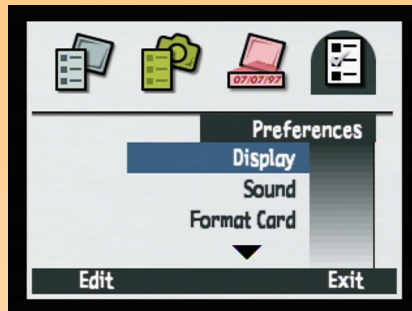 07/07/97
Preferences
Display
Sound
Format Card
Edit
Exit